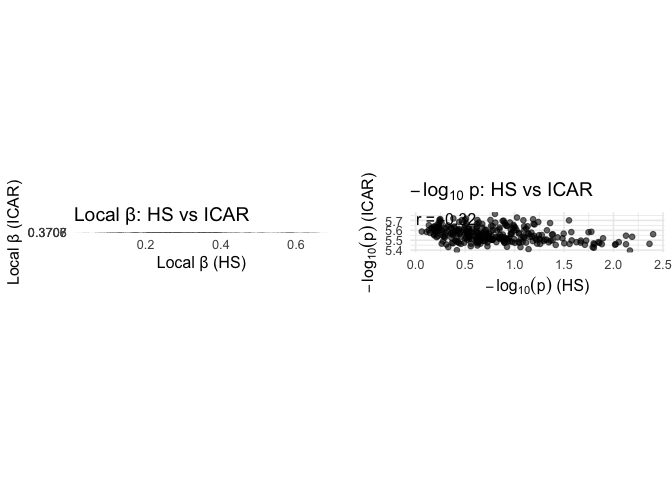 Local β: HS vs ICAR
Local β (ICAR)
0.2
0.4
0.6
Local β (HS)
−log₁₀ p: HS vs ICAR
−log₁₀(p) (ICAR)
5.7
5.6
5.5
5.4
0.0
0.5
1.0
1.5
2.0
2.5
−log₁₀(p) (HS)